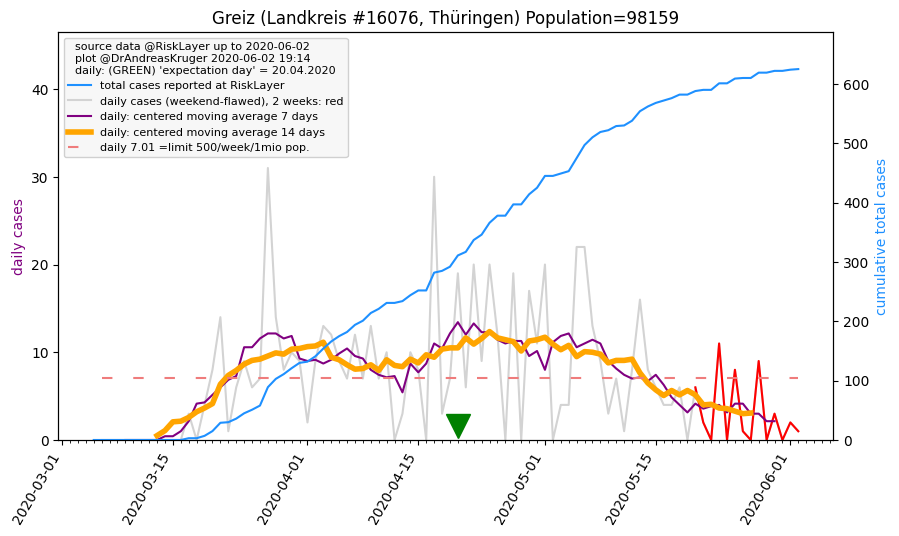 Greiz (Landkreis #16076, Thüringen) Population=98159
source data @RiskLayer up to 2020-06-02
plot @DrAndreasKruger 2020-06-02 19:14
daily: (GREEN) 'expectation day' = 20.04.2020
total cases reported at RiskLayer
daily cases (weekend-flawed), 2 weeks: red
daily: centered moving average 7 days
daily: centered moving average 14 days
daily 7.01 =limit 500/week/1mio pop.
daily cases
40
30
20
10
0
cumulative total cases
600
500
400
300
200
100
0
2020-03-01
2020-03-15
2020-04-01
2020-04-15
2020-05-01
2020-05-15
2020-06-01